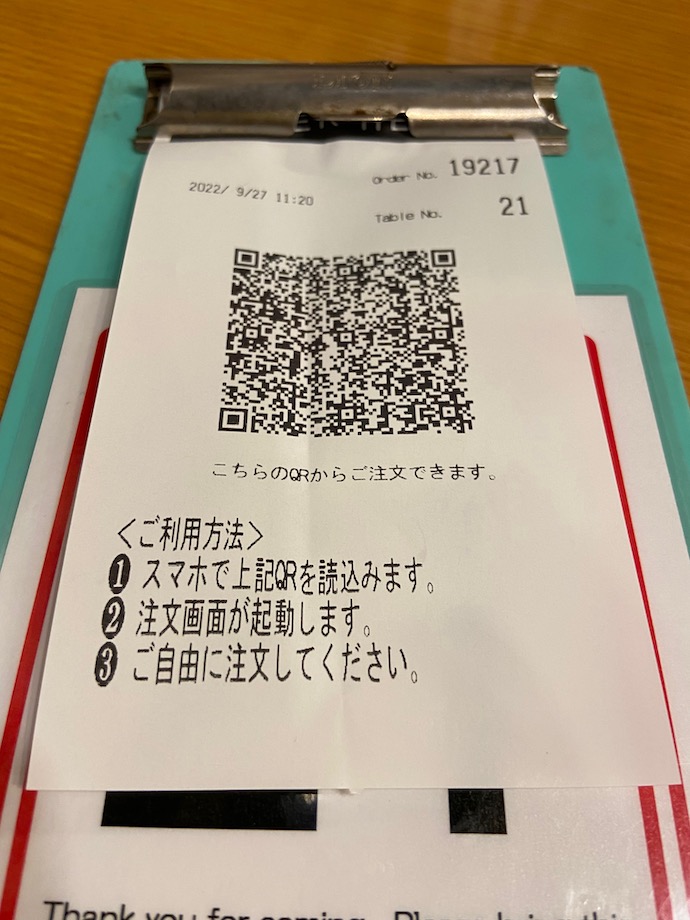 2022/ 9/27 11:20
Order No. 19217
Table No. 21
こちらのQRからご注文できます。
<ご利用方法>
❶ スマホで上記QRを読込みます。
❷ 注文画面が起動します。
❸ ご自由に注文してください。
Thank you for coming.